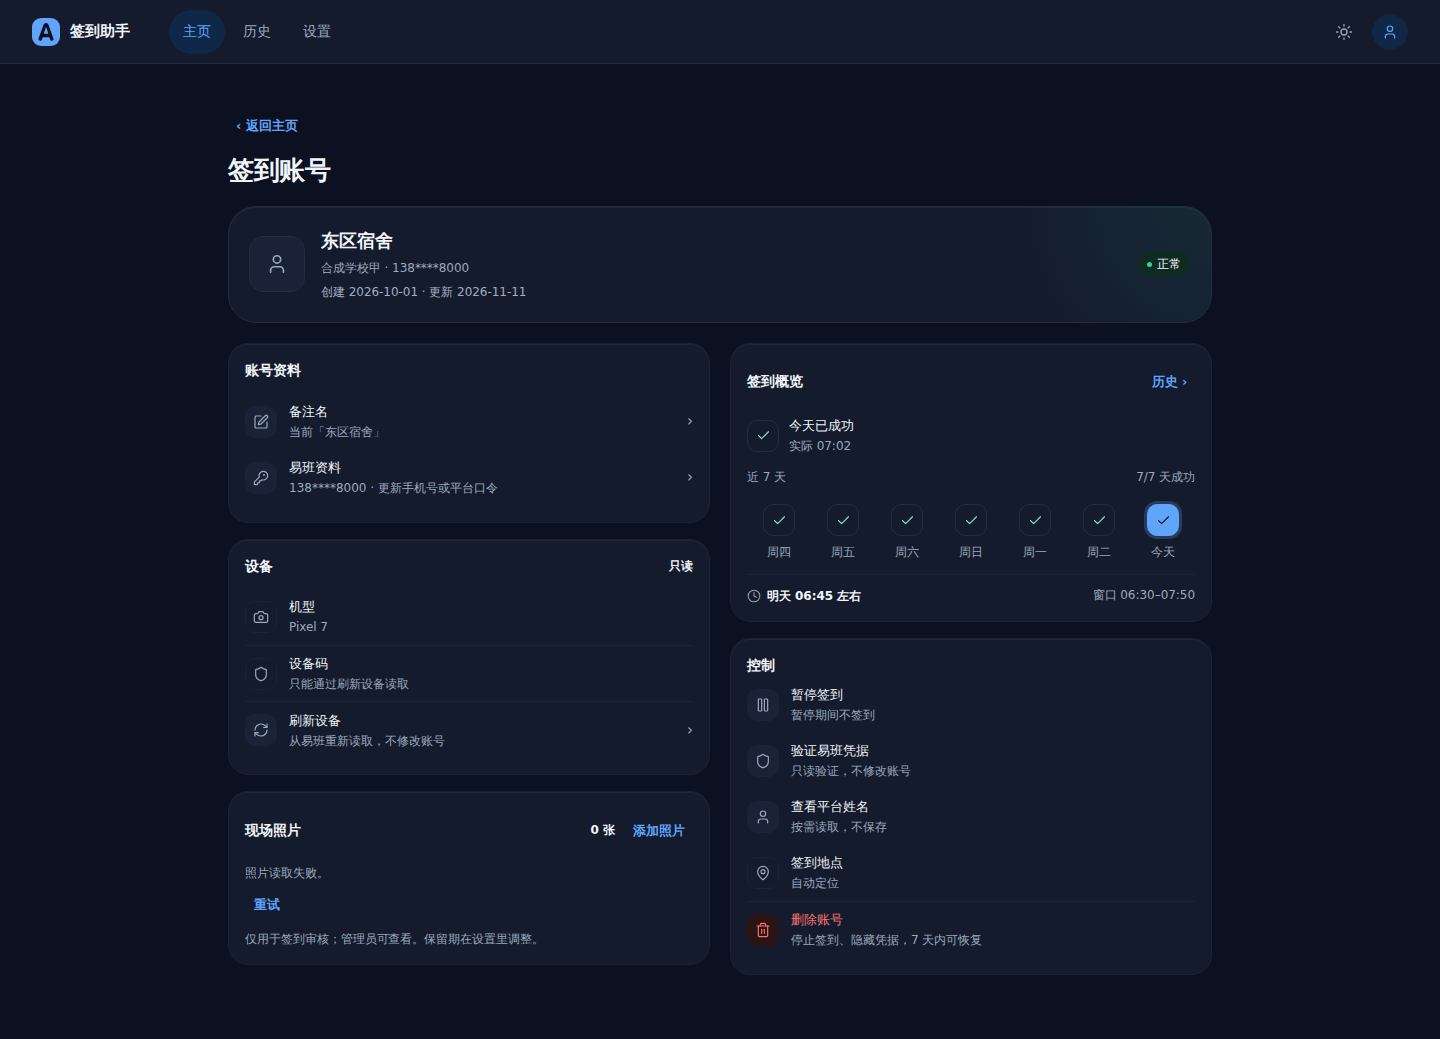 签到助手
主页
历史
设置
‹ 返回主页
签到账号
东区宿舍
合成学校甲 · 138****8000
创建 2026-10-01 · 更新 2026-11-11
正常
账号资料
备注名
当前「东区宿舍」
›
易班资料
138****8000 · 更新手机号或平台口令
›
设备
只读
机型
Pixel 7
设备码
只能通过刷新设备读取
刷新设备
从易班重新读取，不修改账号
›
现场照片
0 张
添加照片
照片读取失败。
重试
仅用于签到审核；管理员可查看。保留期在设置里调整。
签到概览
历史 ›
今天已成功
实际 07:02
近 7 天
7/7 天成功
周四
周五
周六
周日
周一
周二
今天
明天 06:45 左右
窗口 06:30–07:50
控制
暂停签到
暂停期间不签到
验证易班凭据
只读验证，不修改账号
查看平台姓名
按需读取，不保存
签到地点
自动定位
删除账号
停止签到、隐藏凭据，7 天内可恢复